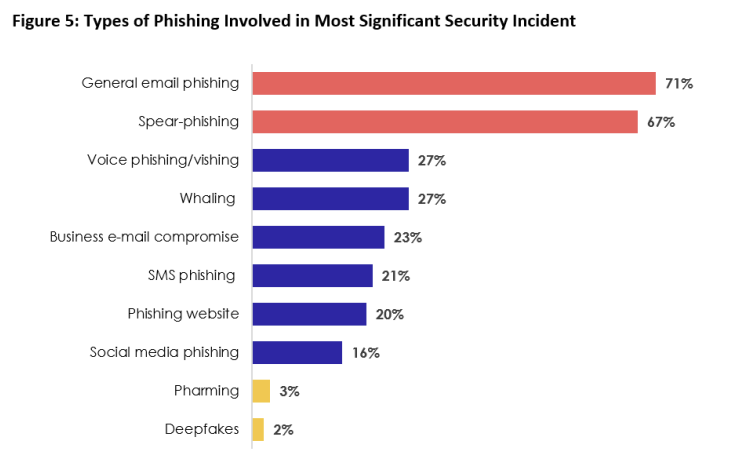 Figure 5: Types of Phishing Involved in Most Significant Security Incident
General email phishing 71%
Spear-phishing 67%
Voice phishing/vishing 27%
Whaling 27%
Business e-mail compromise 23%
SMS phishing 21%
Phishing website 20%
Social media phishing 16%
Pharming 3%
Deepfakes 2%